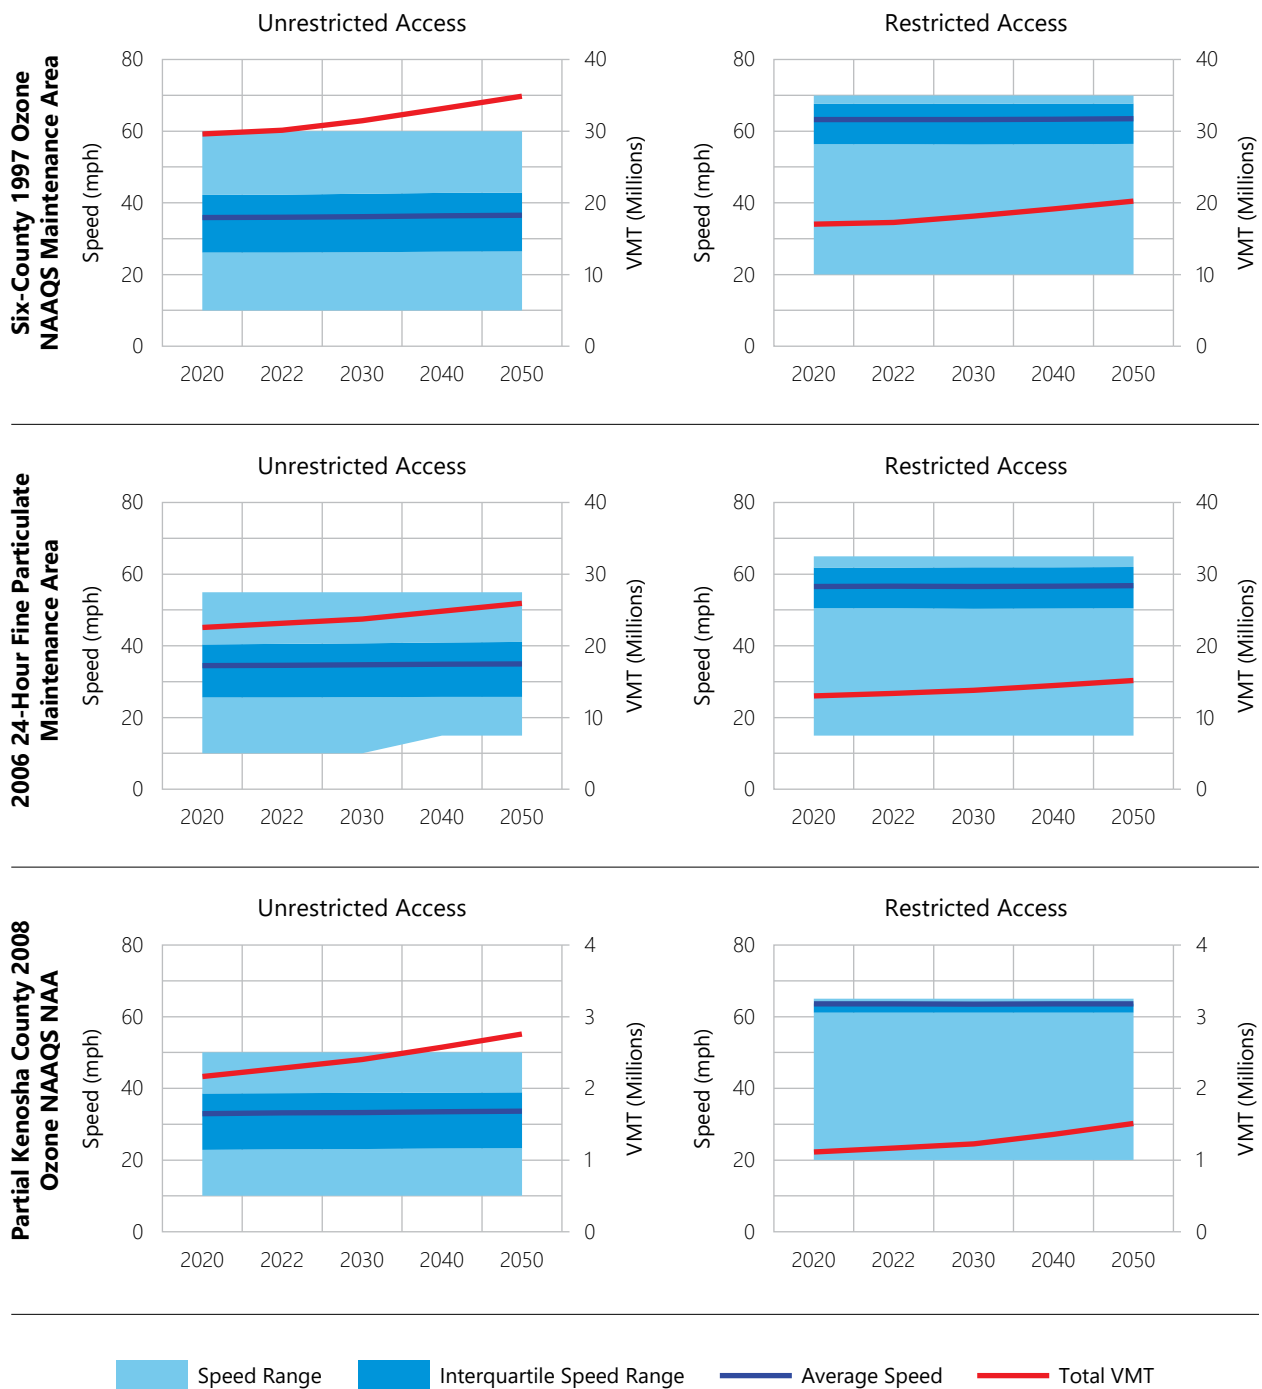 Six-County 1997 Ozone
NAAQS Maintenance Area
Unrestricted Access
80
60
40
20
0
Speed (mph)
40
30
20
10
0
VMT (Millions)
2020 2022 2030 2040 2050
Restricted Access
80
60
40
20
0
Speed (mph)
40
30
20
10
0
VMT (Millions)
2020 2022 2030 2040 2050
2006 24-Hour Fine Particulate
Maintenance Area
Unrestricted Access
80
60
40
20
0
Speed (mph)
40
30
20
10
0
VMT (Millions)
2020 2022 2030 2040 2050
Restricted Access
80
60
40
20
0
Speed (mph)
40
30
20
10
0
VMT (Millions)
2020 2022 2030 2040 2050
Partial Kenosha County 2008
Ozone NAAQS NAA
Unrestricted Access
80
60
40
20
0
Speed (mph)
4
3
2
1
0
VMT (Millions)
2020 2022 2030 2040 2050
Restricted Access
80
60
40
20
0
Speed (mph)
4
3
2
1
0
VMT (Millions)
2020 2022 2030 2040 2050
Speed Range Interquartile Speed Range Average Speed Total VMT